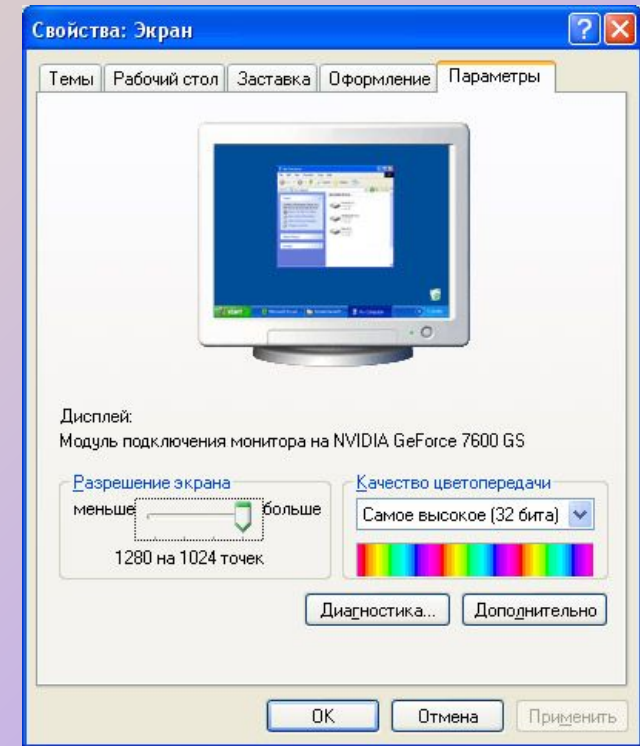 Свойства: Экран
Темы Рабочий стол Заставка Оформление Параметры
start
Дисплей:
Модуль подключения монитора на NVIDIA GeForce 7600 GS
Разрешение экрана
меньше больше
1280 на 1024 точек
Качество цветопередачи
Самое высокое (32 бита)
Диагностика... Дополнительно
OK Отмена Применить